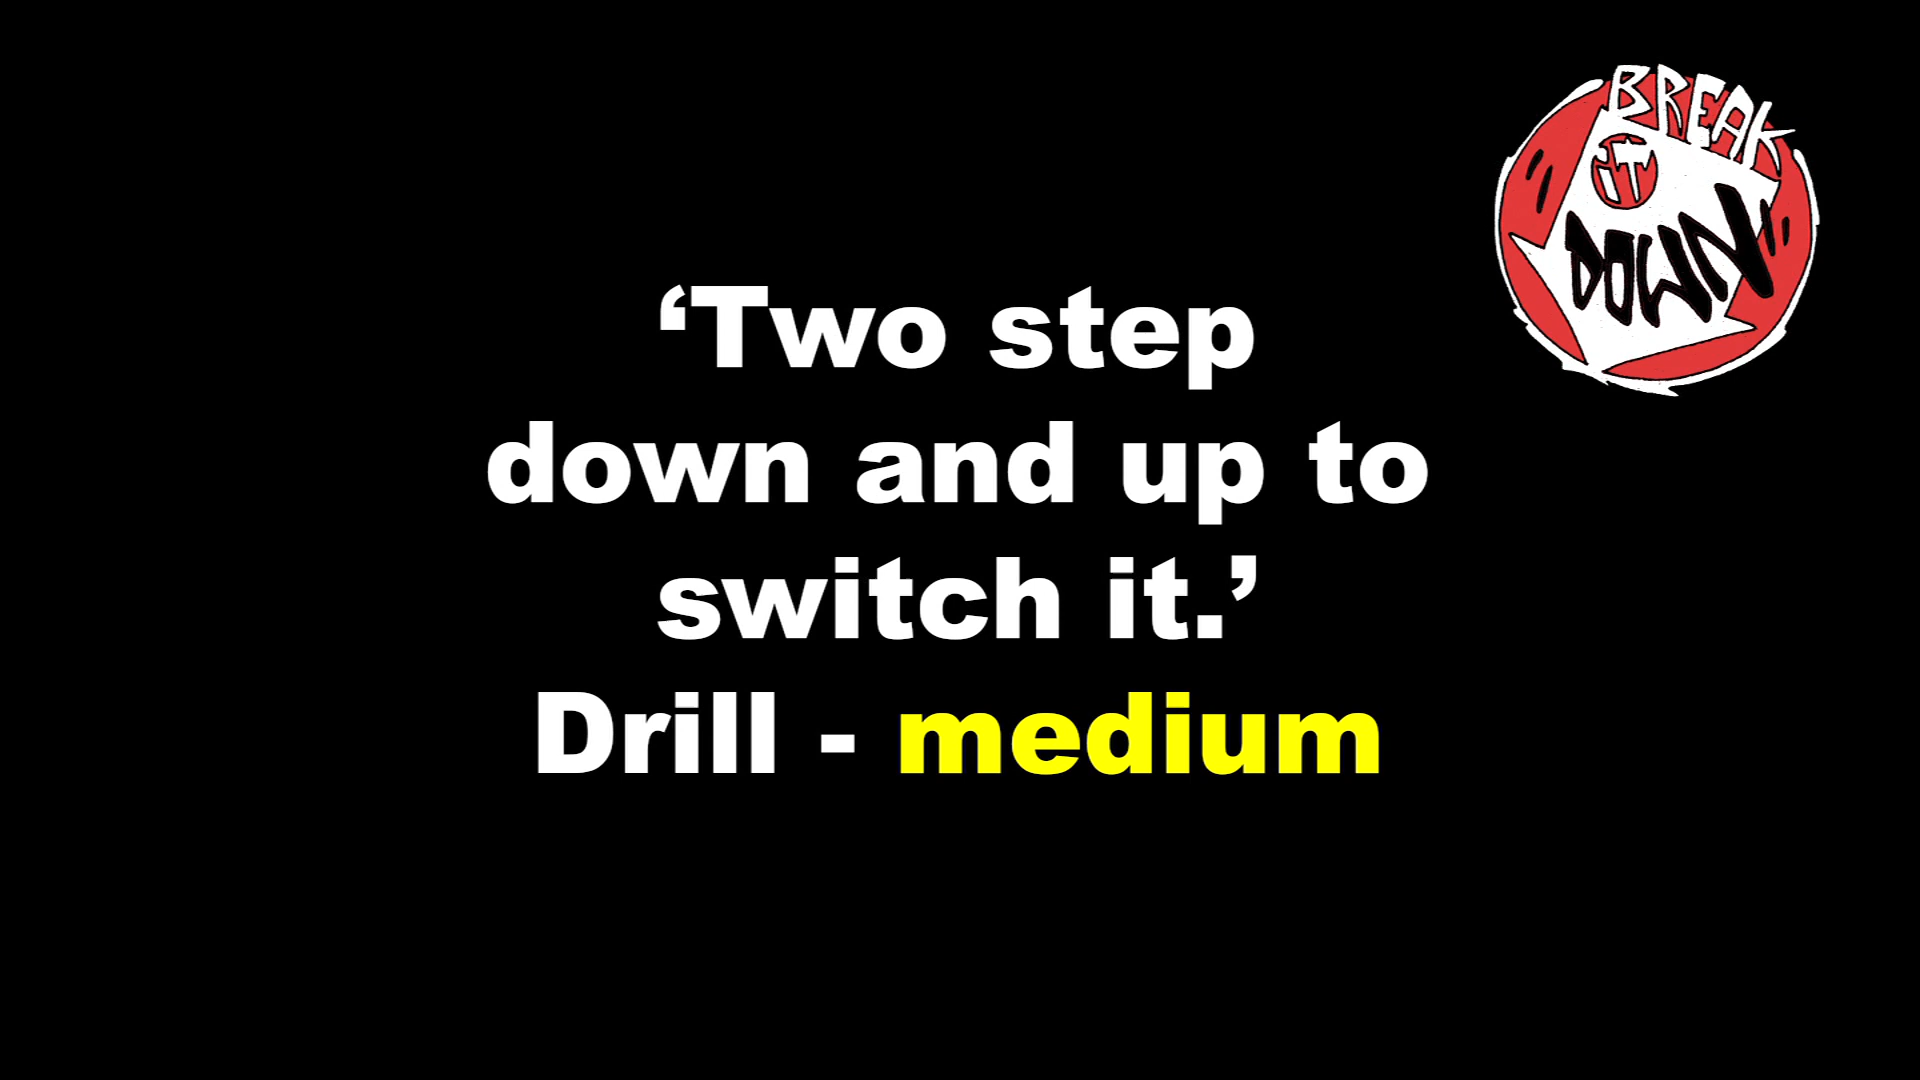 BREAK
iT
DOWN
‘Two step
down and up to
switch it.’
Drill - medium